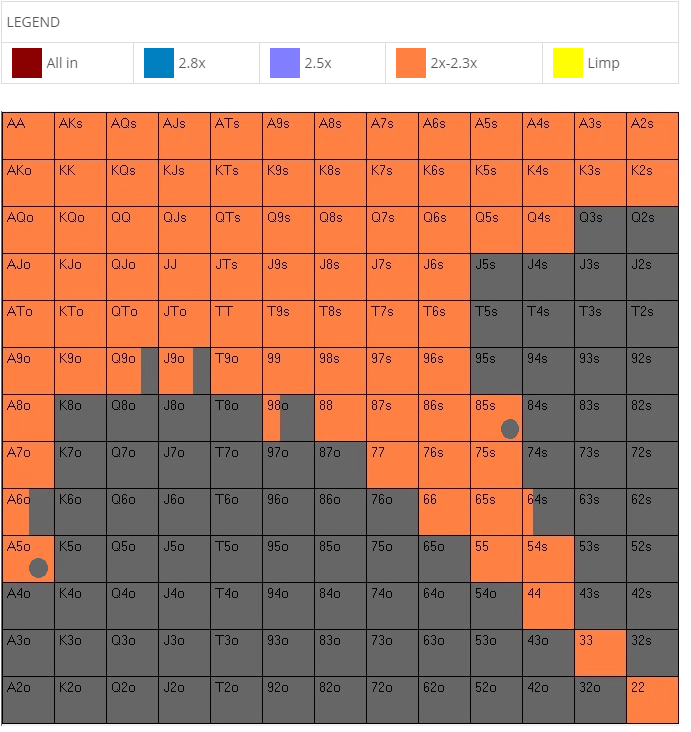 LEGEND
All in 2.8x 2.5x 2x-2.3x Limp
AA AKs AQs AJs ATs A9s A8s A7s A6s A5s A4s A3s A2s
AKo KK KQs KJs KTs K9s K8s K7s K6s K5s K4s K3s K2s
AQo KQo QQ QJs QTs Q9s Q8s Q7s Q6s Q5s Q4s Q3s Q2s
AJo KJo QJo JJ JTs J9s J8s J7s J6s J5s J4s J3s J2s
ATo KTo QTo JTo TT T9s T8s T7s T6s T5s T4s T3s T2s
A9o K9o Q9o J9o T9o 99 98s 97s 96s 95s 94s 93s 92s
A8o K8o Q8o J8o T8o 98o 88 87s 86s 85s 84s 83s 82s
A7o K7o Q7o J7o T7o 97o 87o 77 76s 75s 74s 73s 72s
A6o K6o Q6o J6o T6o 96o 86o 76o 66 65s 64s 63s 62s
A5o K5o Q5o J5o T5o 95o 85o 75o 65o 55 54s 53s 52s
A4o K4o Q4o J4o T4o 94o 84o 74o 64o 54o 44 43s 42s
A3o K3o Q3o J3o T3o 93o 83o 73o 63o 53o 43o 33 32s
A2o K2o Q2o J2o T2o 92o 82o 72o 62o 52o 42o 32o 22